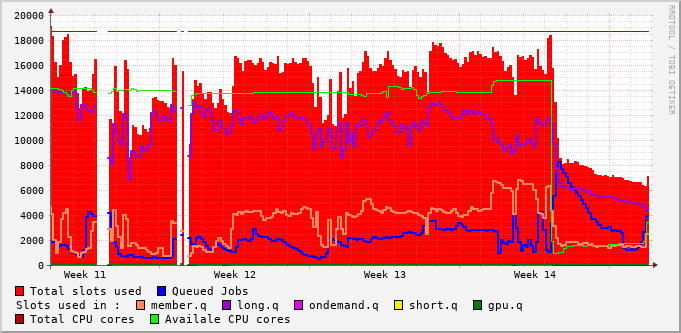 20000
18000
16000
14000
12000
10000
8000
6000
4000
2000
0
Week 11 Week 12 Week 13 Week 14
RRDTOOL / TOBI OETIKER
Total slots used Queued Jobs
Slots used in : member.q long.q ondemand.q short.q gpu.q
Total CPU cores Availale CPU cores